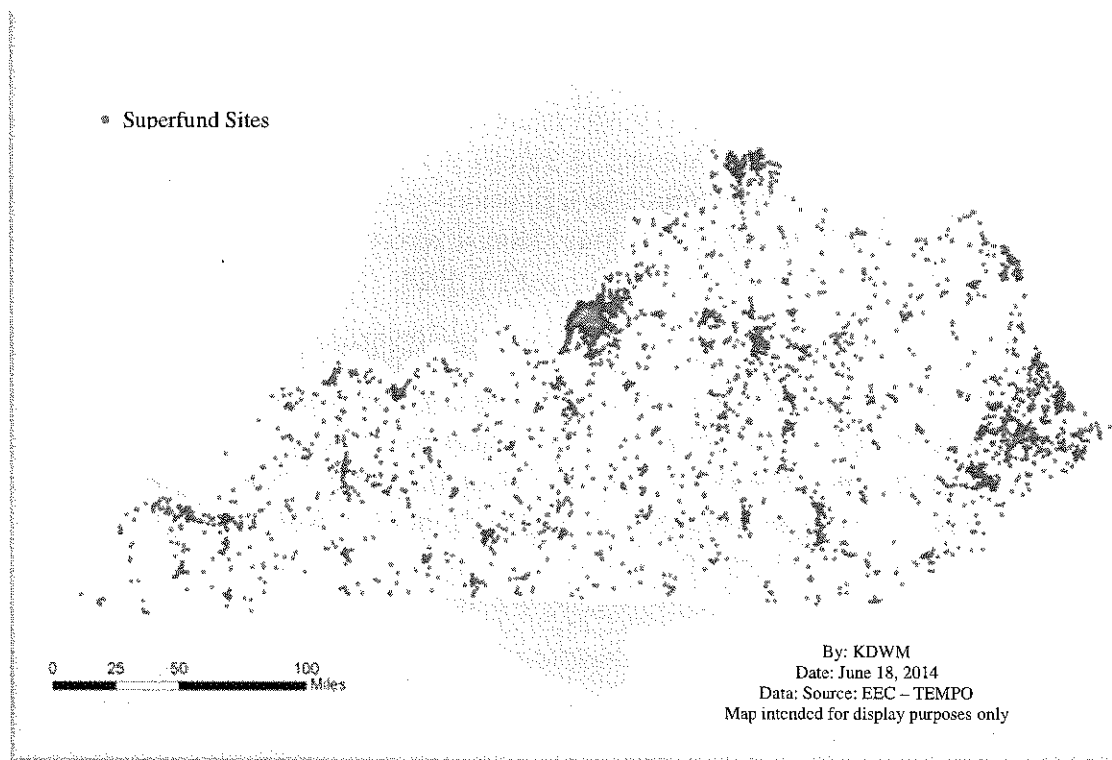 Superfund Sites
0 25 50 100
Miles
By: KDWM
Date: June 18, 2014
Data: Source: EEC – TEMPO
Map intended for display purposes only